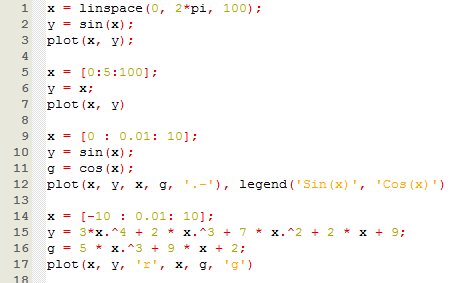 1 x = linspace(0, 2*pi, 100);
2 y = sin(x);
3 plot(x, y);
4
5 x = [0:5:100];
6 y = x;
7 plot(x, y)
8
9 x = [0 : 0.01: 10];
10 y = sin(x);
11 g = cos(x);
12 plot(x, y, x, g, '.-'), legend('Sin(x)', 'Cos(x)')
13
14 x = [-10 : 0.01: 10];
15 y = 3*x.^4 + 2 * x.^3 + 7 * x.^2 + 2 * x + 9;
16 g = 5 * x.^3 + 9 * x + 2;
17 plot(x, y, 'r', x, g, 'g')
18